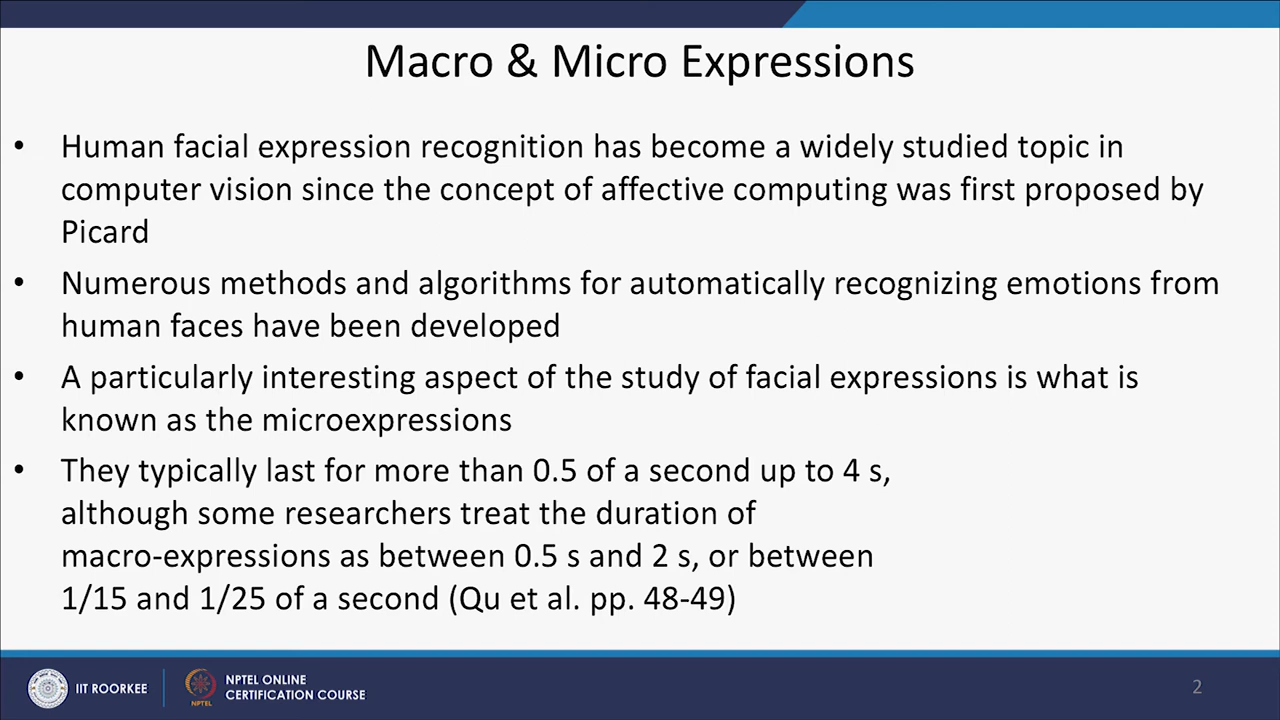 Macro & Micro Expressions
• Human facial expression recognition has become a widely studied topic in
computer vision since the concept of affective computing was first proposed by
Picard
• Numerous methods and algorithms for automatically recognizing emotions from
human faces have been developed
• A particularly interesting aspect of the study of facial expressions is what is
known as the microexpressions
• They typically last for more than 0.5 of a second up to 4 s,
although some researchers treat the duration of
macro-expressions as between 0.5 s and 2 s, or between
1/15 and 1/25 of a second (Qu et al. pp. 48-49)
IIT ROORKEE
NPTEL
NPTEL ONLINE
CERTIFICATION COURSE
2